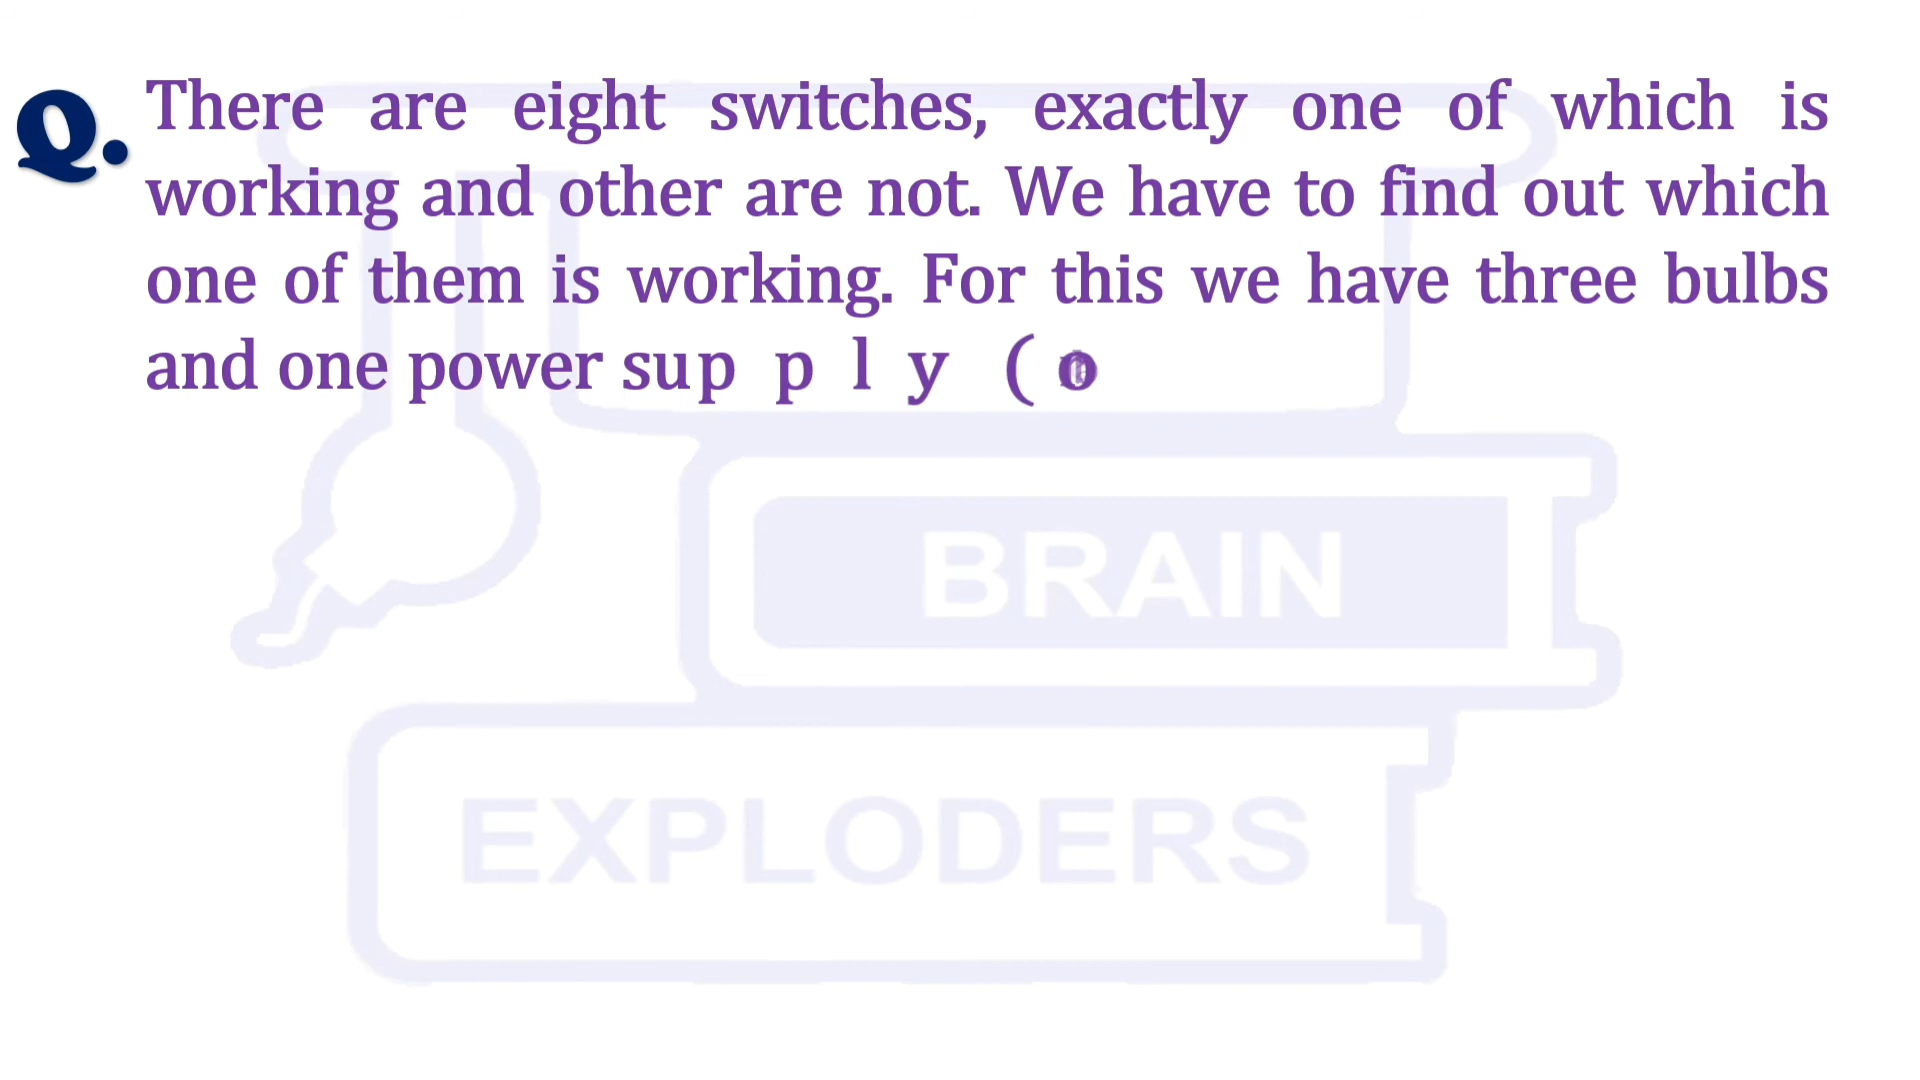 Q. There are eight switches, exactly one of which is
working and other are not. We have to find out which
one of them is working. For this we have three bulbs
and one power supply (
BRAIN
EXPLODERS